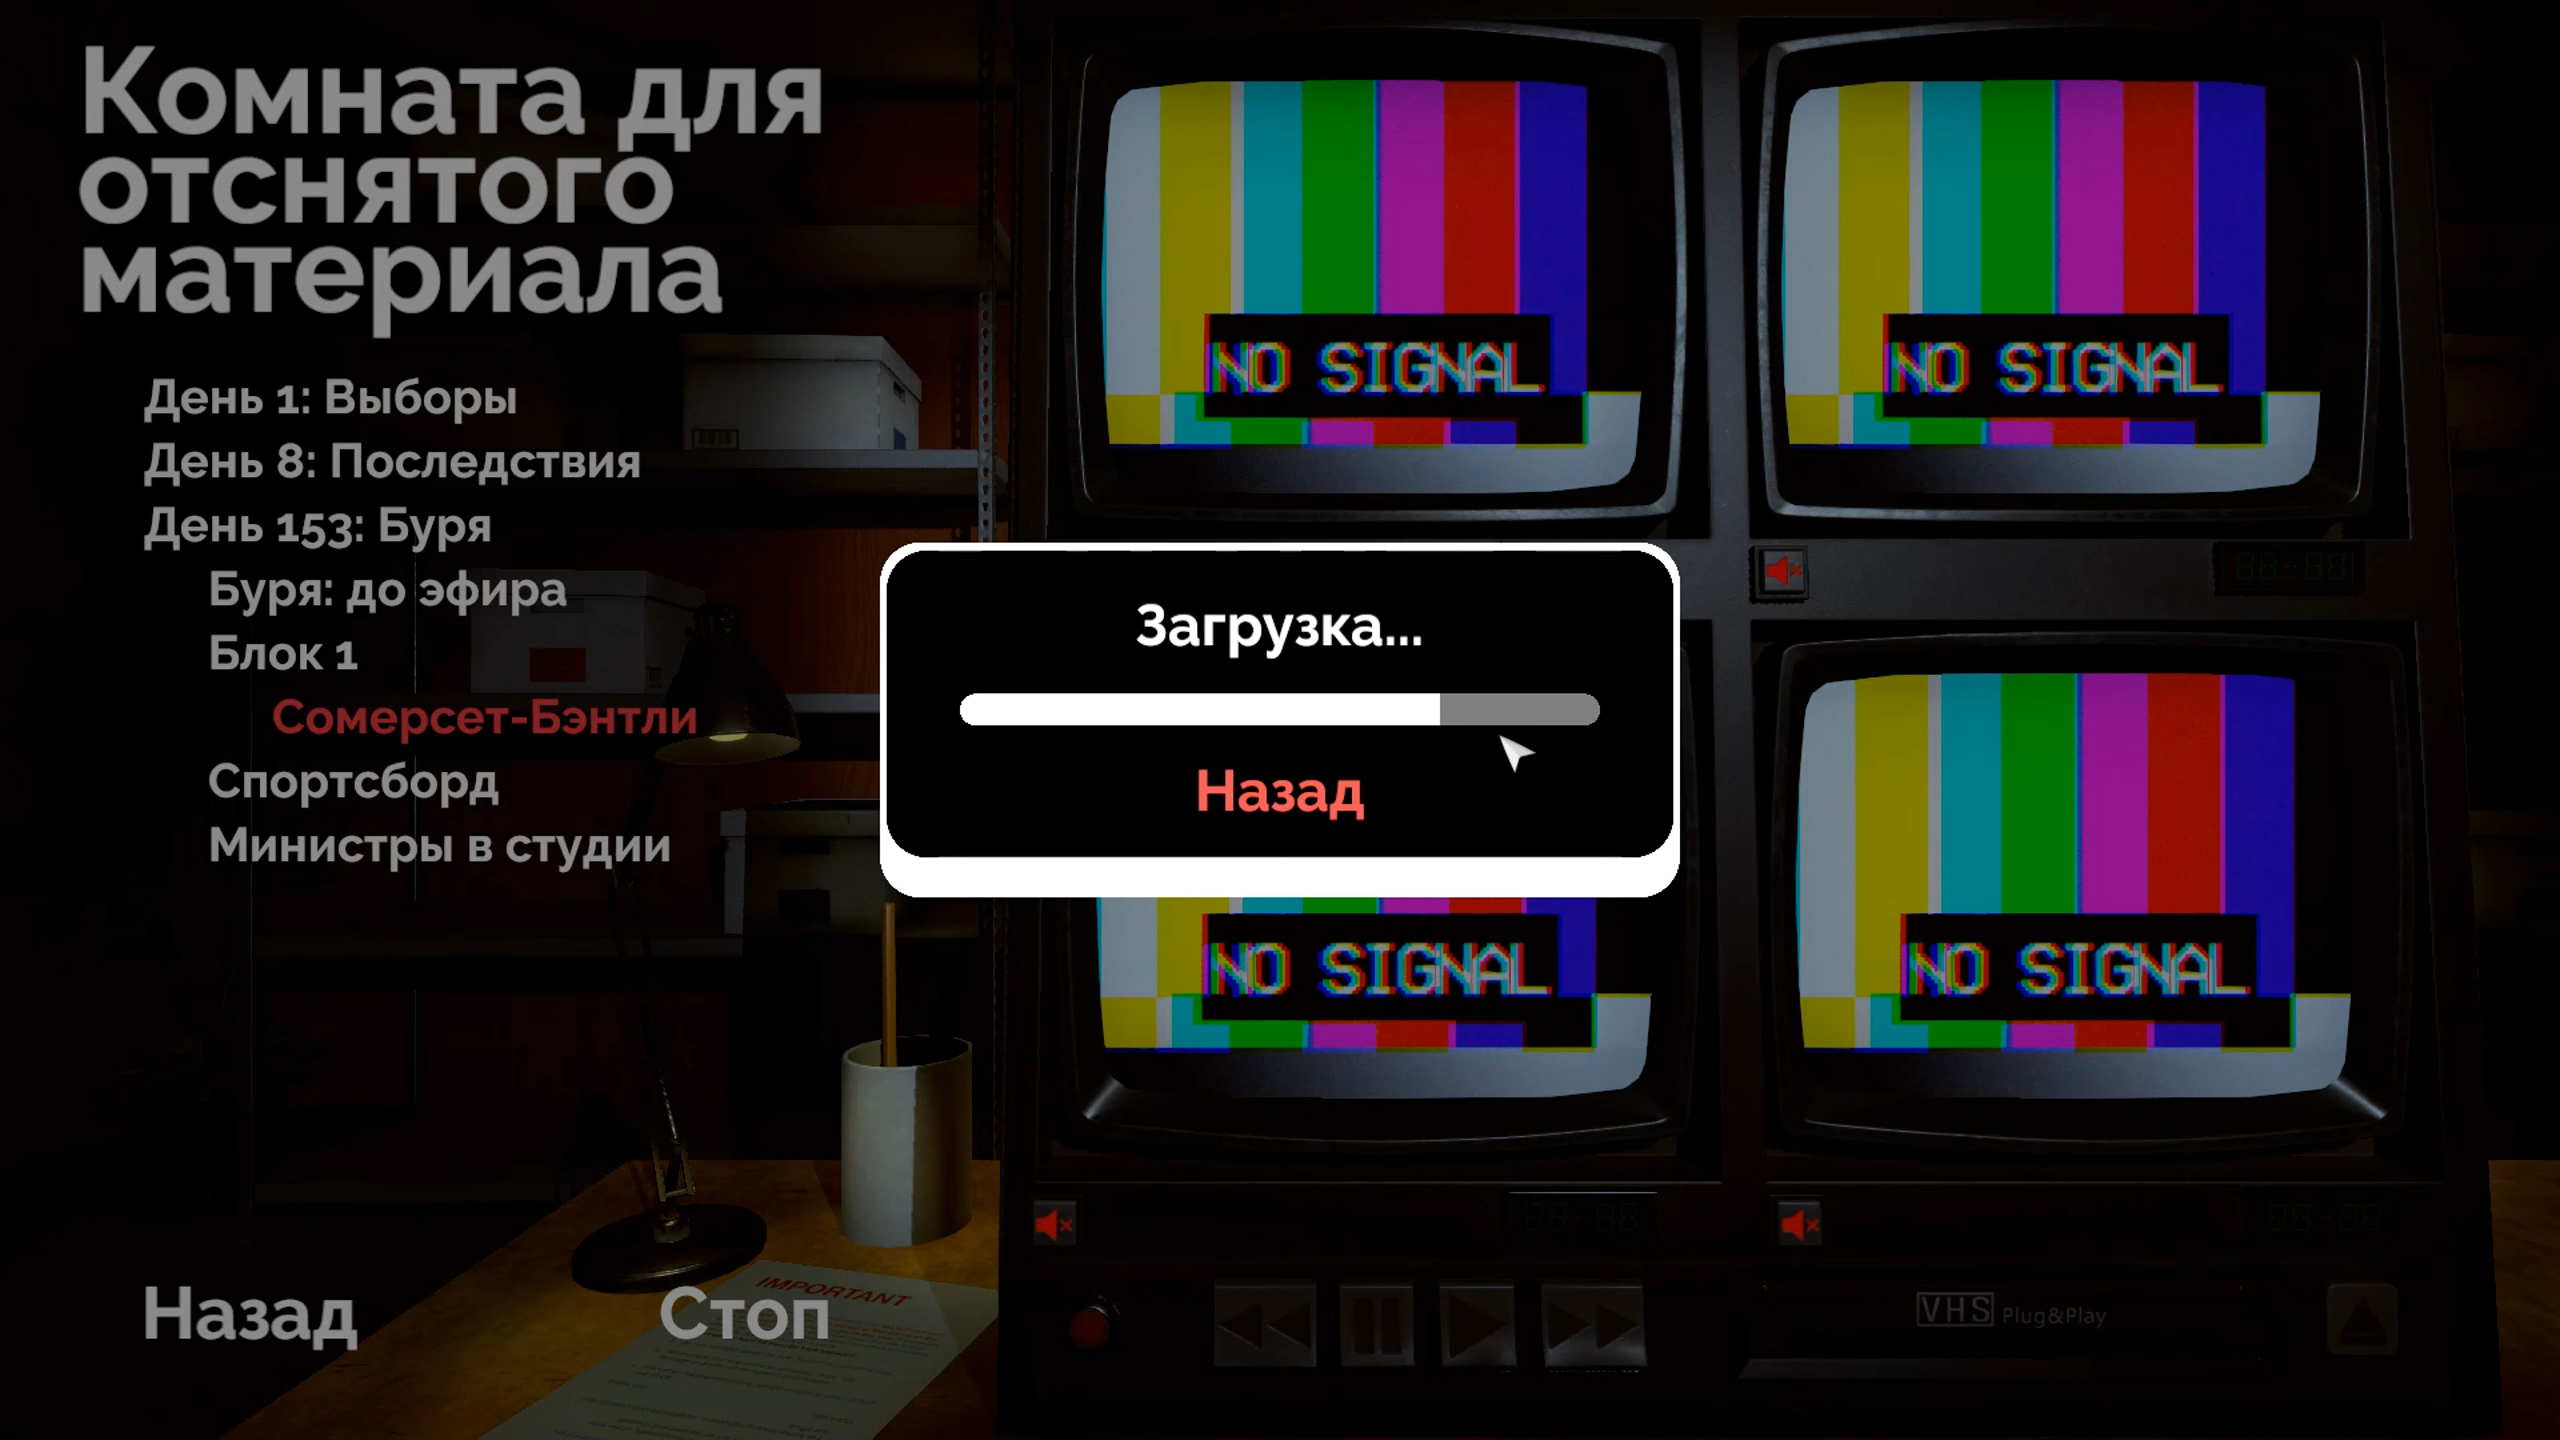 Комната для
отснятого
материала
День 1: Выборы
День 8: Последствия
День 153: Буря
Буря: до эфира
Блок 1
Сомерсет-Бэнтли
Спортсборд
Министры в студии
Назад
Стоп
NO SIGNAL
NO SIGNAL
Загрузка...
Назад
NO SIGNAL
NO SIGNAL
IMPORTANT
VHS Plug&Play